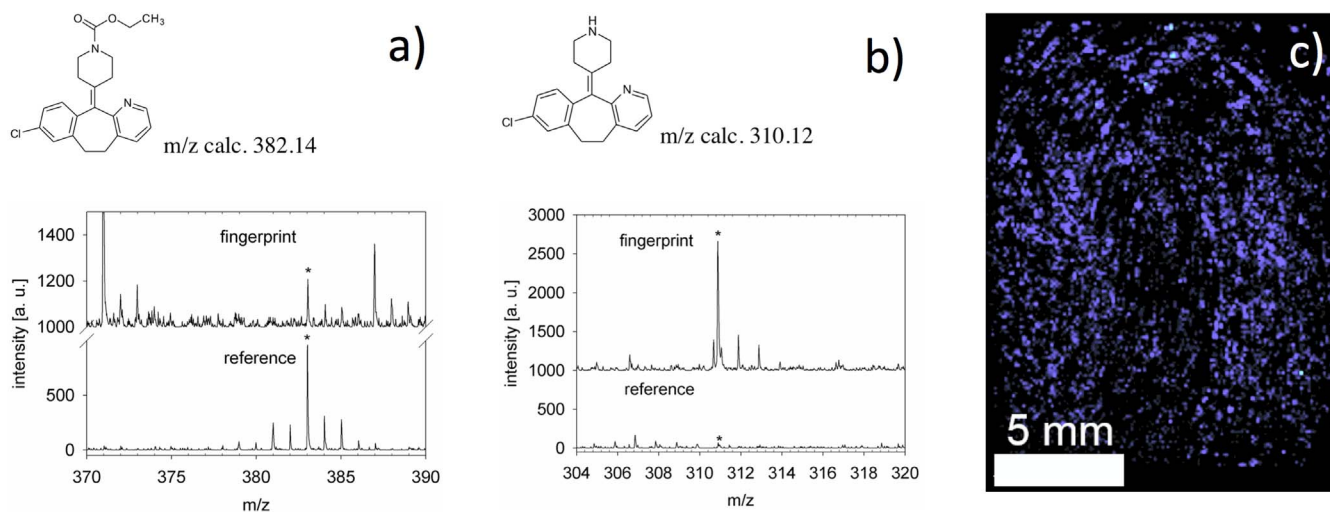 a)
O
O
CH₃
N
N
Cl
m/z calc. 382.14
1400
1200
1000
500
0
intensity [a. u.]
fingerprint
*
reference
*
370
375
380
385
390
m/z
b)
H
N
N
Cl
m/z calc. 310.12
3000
2500
2000
1500
1000
500
0
intensity [a. u.]
fingerprint
*
reference
*
304
306
308
310
312
314
316
318
320
m/z
c)
5 mm